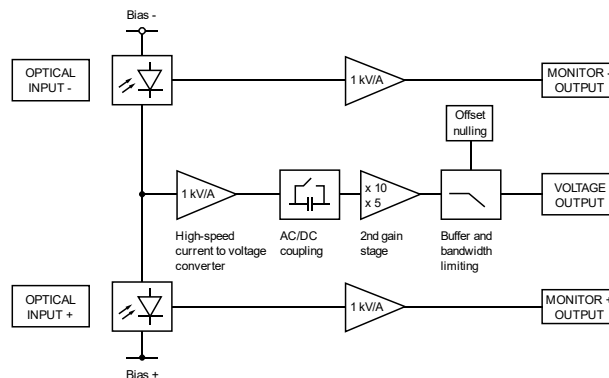 Bias -
OPTICAL
INPUT -
1 kV/A
MONITOR -
OUTPUT
Offset
nulling
1 kV/A
x 10
x 5
VOLTAGE
OUTPUT
High-speed
current to voltage
converter
AC/DC
coupling
2nd gain
stage
Buffer and
bandwidth
limiting
OPTICAL
INPUT +
1 kV/A
MONITOR +
OUTPUT
Bias +